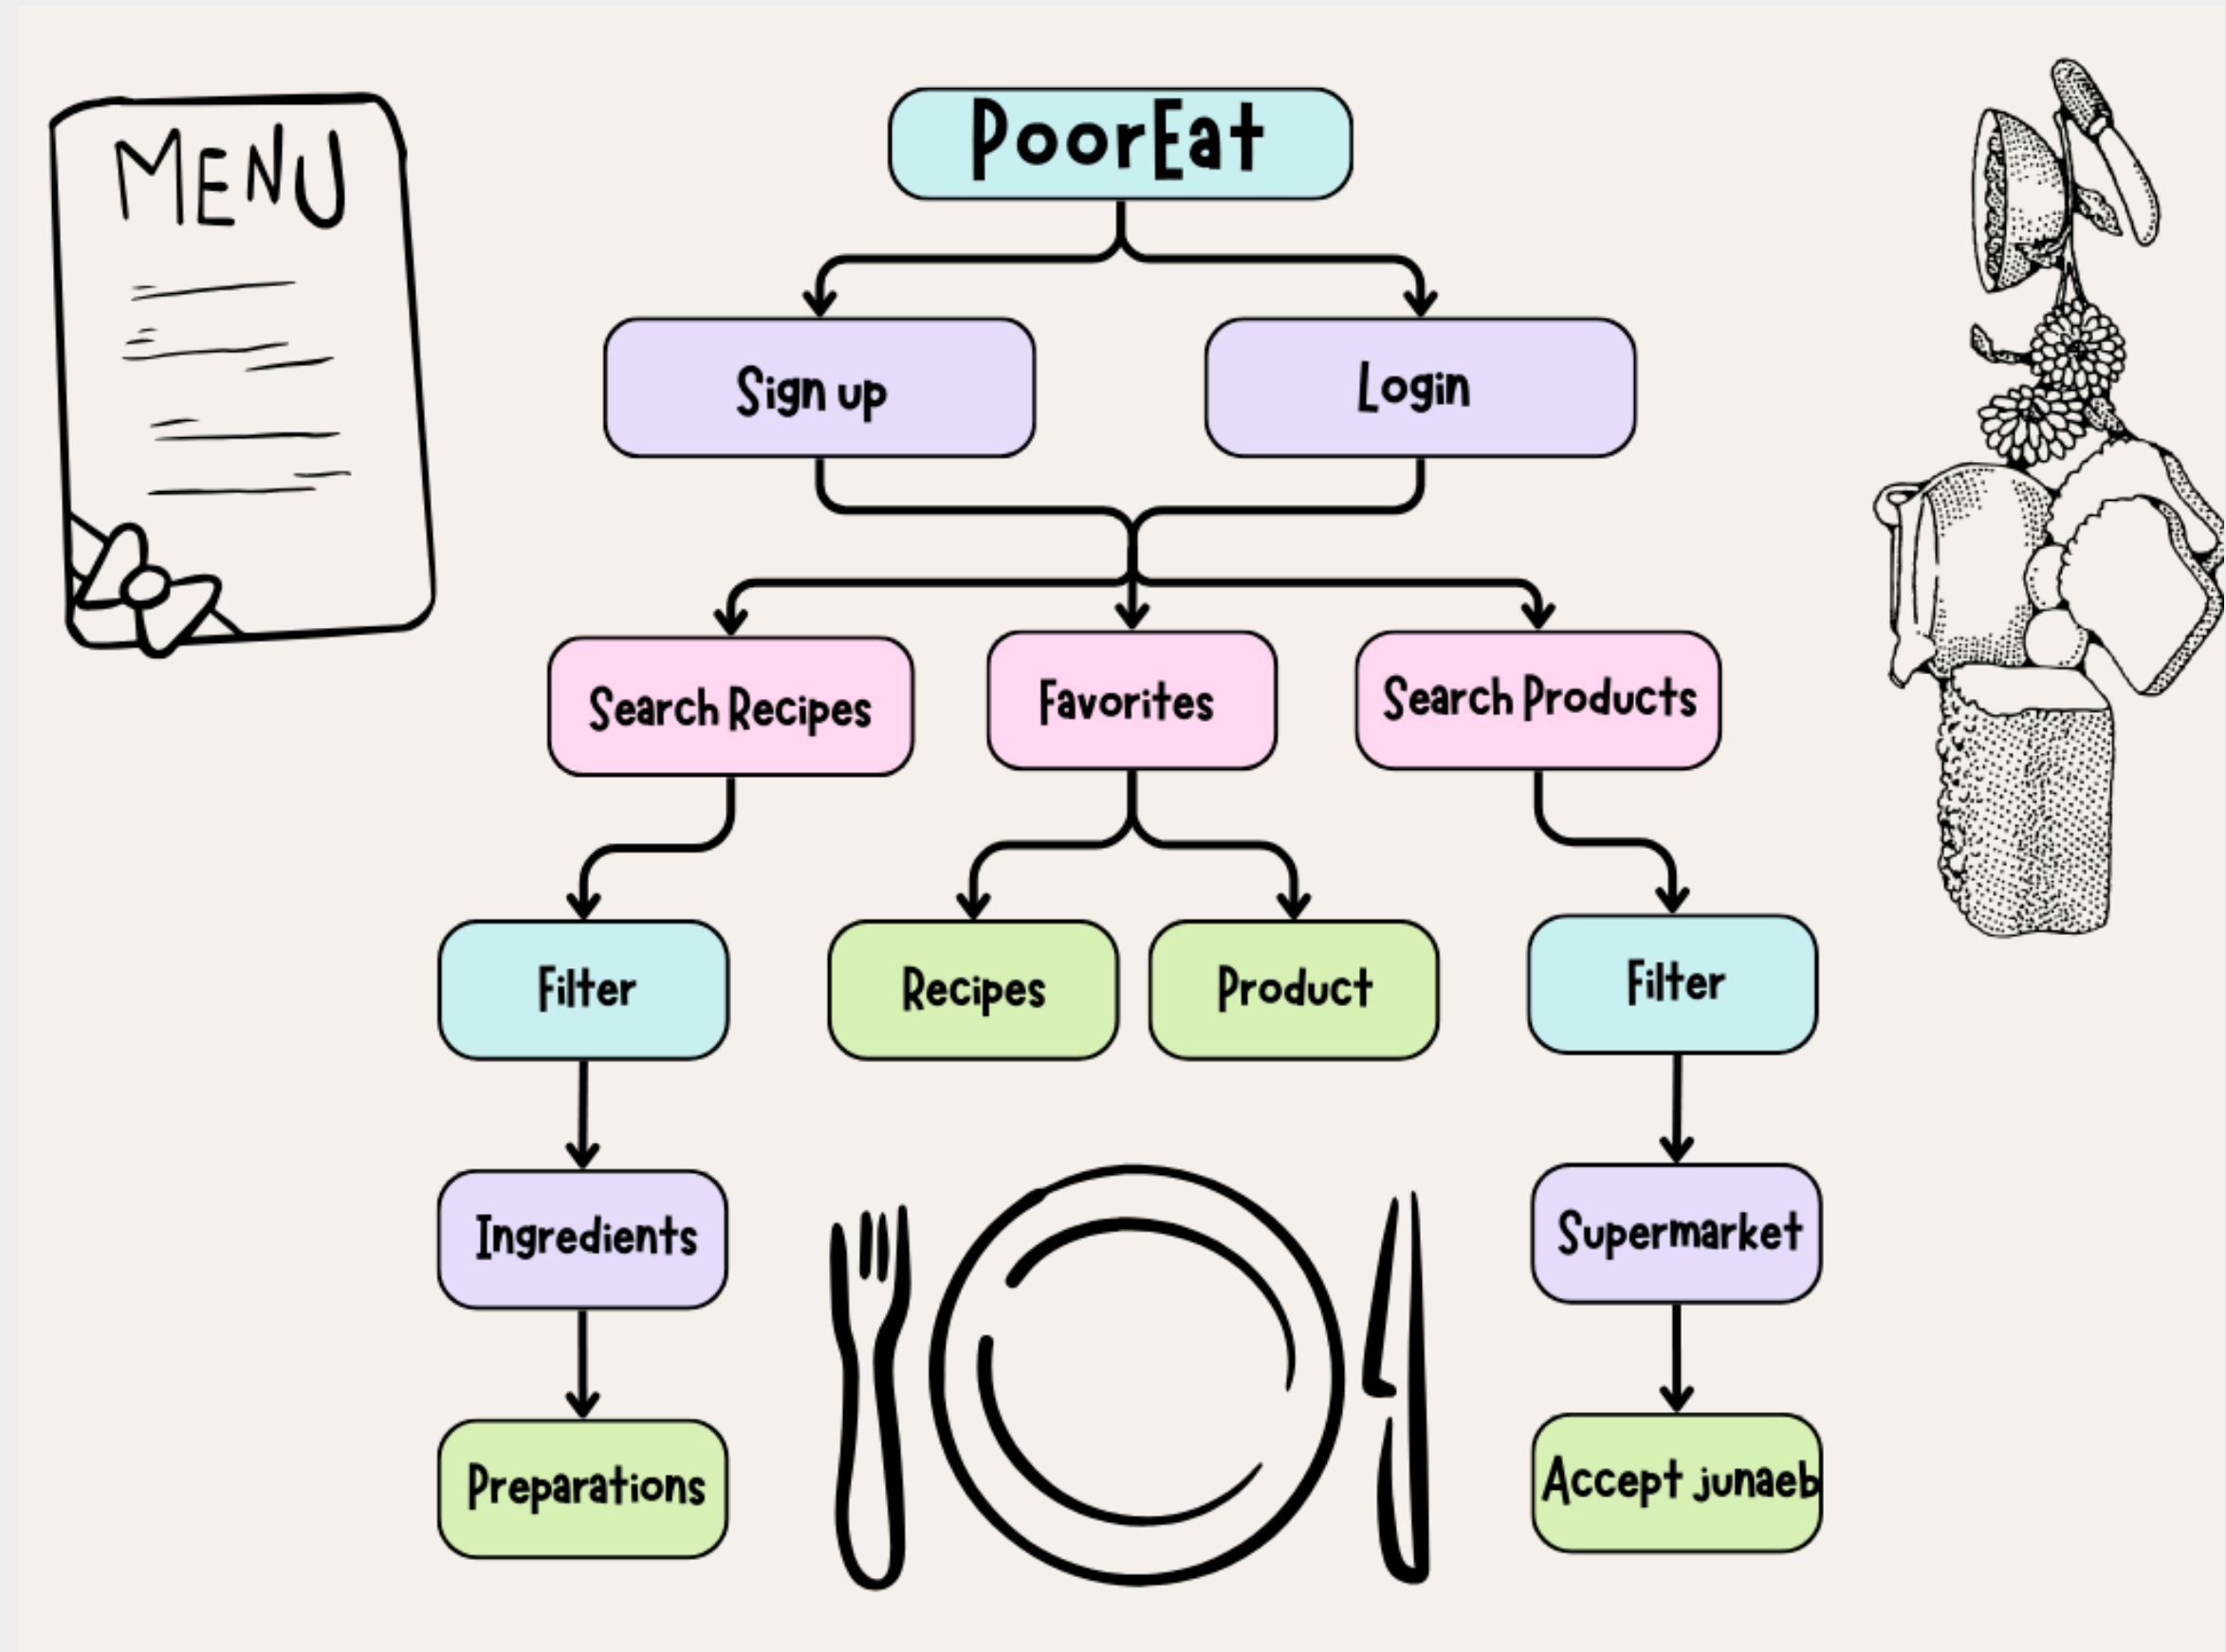 MENU
PoorEat
Sign up
Login
Search Recipes
Favorites
Search Products
Filter
Recipes
Product
Filter
Ingredients
Supermarket
Preparations
Accept junaeb